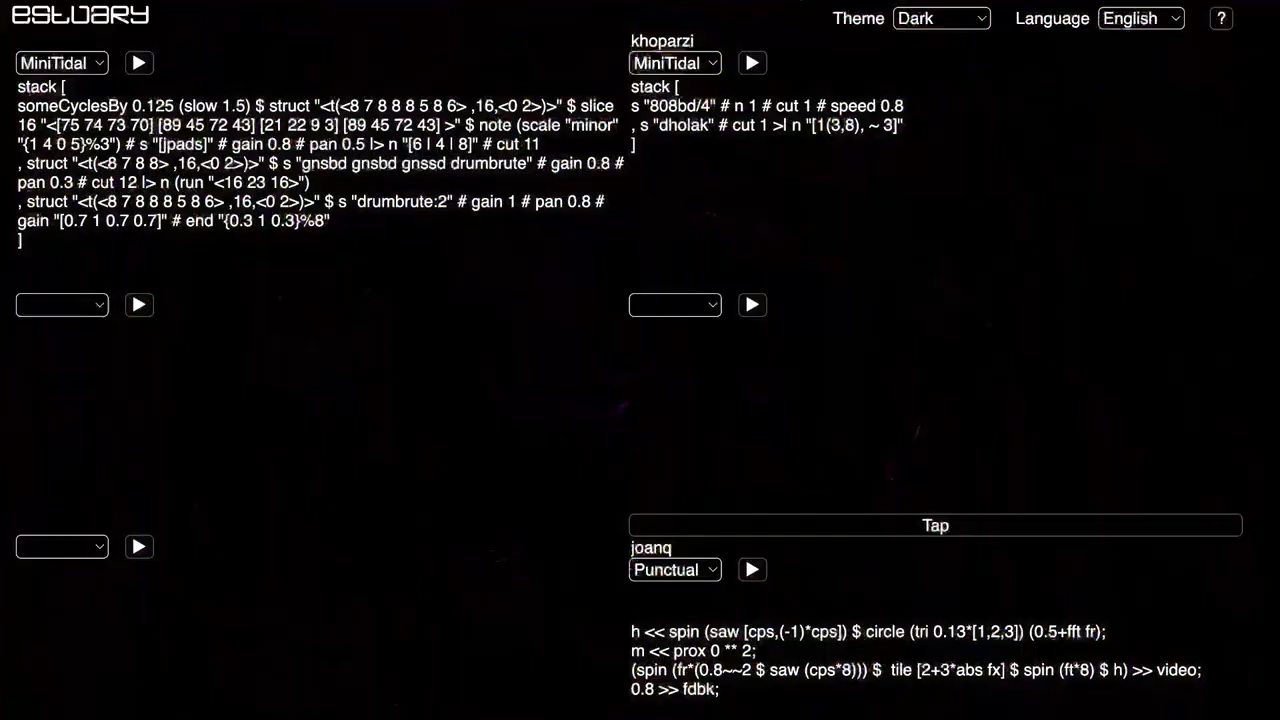 estuary
Theme Dark Language English ?
MiniTidal
stack [
someCyclesBy 0.125 (slow 1.5) $ struct "<t(<8 7 8 8 8 5 8 6> ,16,<0 2>)>" $ slice
16 "<[75 74 73 70] [89 45 72 43] [21 22 9 3] [89 45 72 43] >" $ note (scale "minor"
"{1 4 0 5}%3") # s "[jpads]" # gain 0.8 # pan 0.5 |> n "[6 | 4 | 8]" # cut 11
, struct "<t(<8 7 8 8> ,16,<0 2>)>" $ s "gnsbd gnsbd gnssd drumbrute" # gain 0.8 #
pan 0.3 # cut 12 |> n (run "<16 23 16>")
, struct "<t(<8 7 8 8 8 5 8 6> ,16,<0 2>)>" $ s "drumbrute:2" # gain 1 # pan 0.8 #
gain "[0.7 1 0.7 0.7]" # end "{0.3 1 0.3}%8"
]
khoparzi
MiniTidal
stack [
s "808bd/4" # n 1 # cut 1 # speed 0.8
, s "dholak" # cut 1 >| n "[1(3,8), ~ 3]"
]
Tap
joanq
Punctual
h << spin (saw [cps,(-1)*cps]) $ circle (tri 0.13*[1,2,3]) (0.5+fft fr);
m << prox 0 ** 2;
(spin (fr*(0.8~~2 $ saw (cps*8))) $  tile [2+3*abs fx] $ spin (ft*8) $ h) >> video;
0.8 >> fdbk;